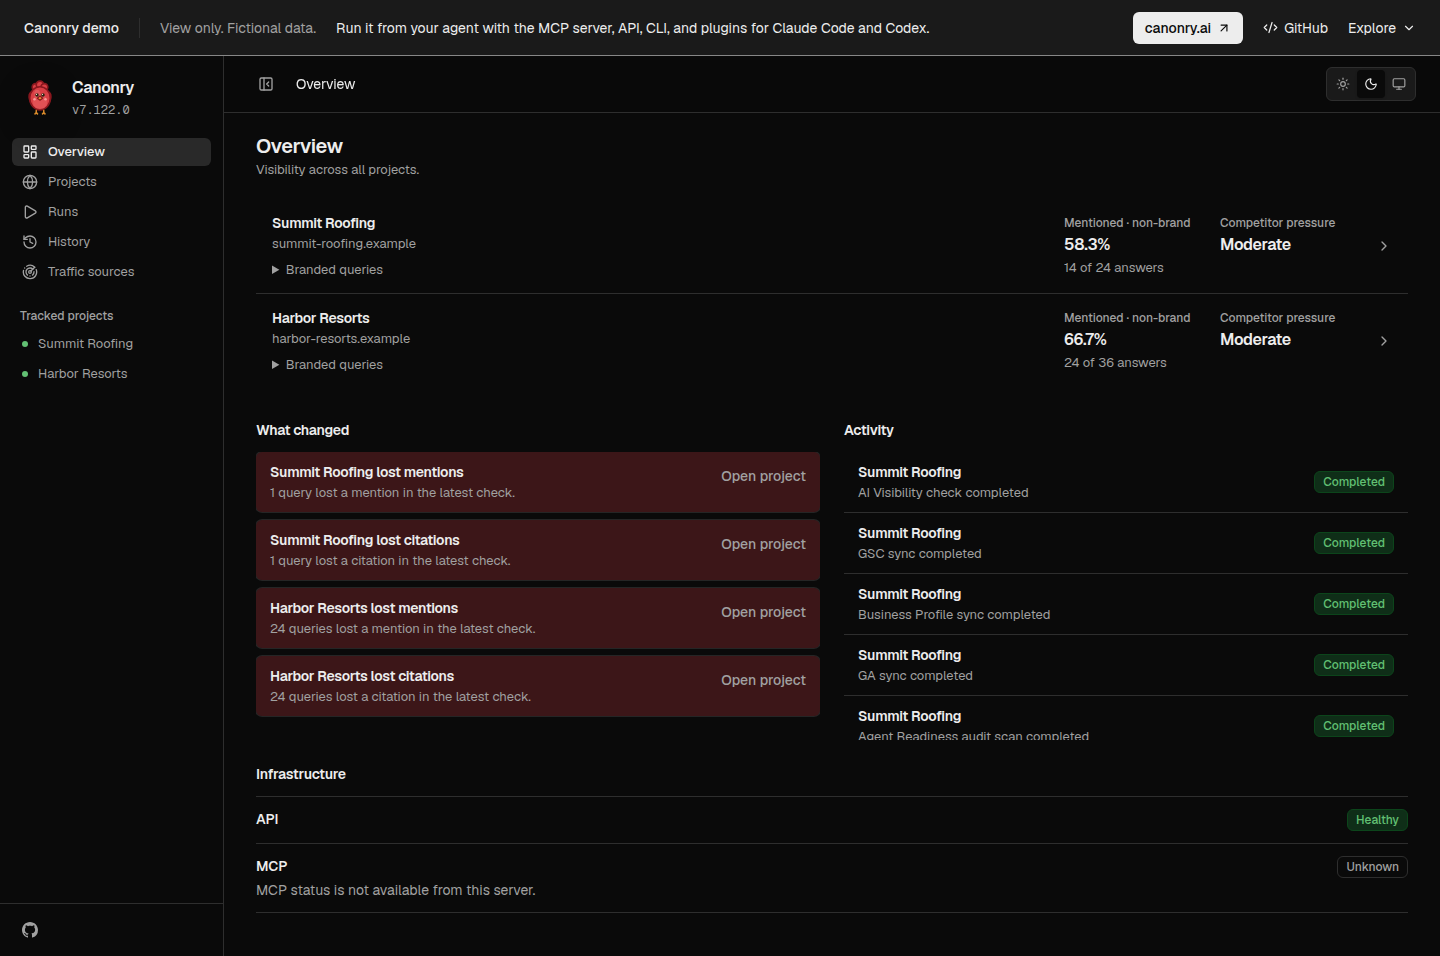 Canonry demo
View only. Fictional data.
Run it from your agent with the MCP server, API, CLI, and plugins for Claude Code and Codex.
canonry.ai
GitHub
Explore
Canonry
v7.122.0
Overview
Projects
Runs
History
Traffic sources
Tracked projects
Summit Roofing
Harbor Resorts
Overview
Overview
Visibility across all projects.
Summit Roofing
summit-roofing.example
Branded queries
Mentioned · non-brand
58.3%
14 of 24 answers
Competitor pressure
Moderate
Harbor Resorts
harbor-resorts.example
Branded queries
Mentioned · non-brand
66.7%
24 of 36 answers
Competitor pressure
Moderate
What changed
Summit Roofing lost mentions
1 query lost a mention in the latest check.
Open project
Summit Roofing lost citations
1 query lost a citation in the latest check.
Open project
Harbor Resorts lost mentions
24 queries lost a mention in the latest check.
Open project
Harbor Resorts lost citations
24 queries lost a citation in the latest check.
Open project
Activity
Summit Roofing
AI Visibility check completed
Completed
Summit Roofing
GSC sync completed
Completed
Summit Roofing
Business Profile sync completed
Completed
Summit Roofing
GA sync completed
Completed
Summit Roofing
Agent Readiness audit scan completed
Completed
Infrastructure
API
Healthy
MCP
MCP status is not available from this server.
Unknown